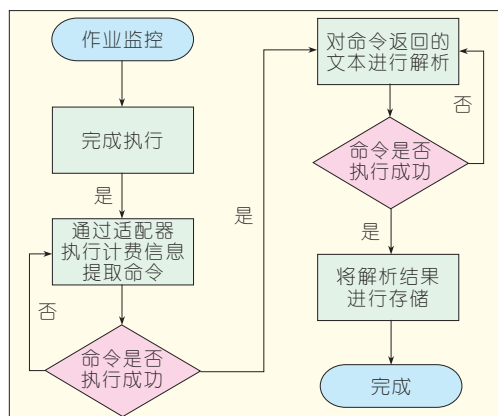 作业监控
完成执行
是
通过适配器
执行计费信息
提取命令
否
命令是否
执行成功
是
对命令返回的
文本进行解析
否
命令是否
执行成功
是
将解析结果
进行存储
完成